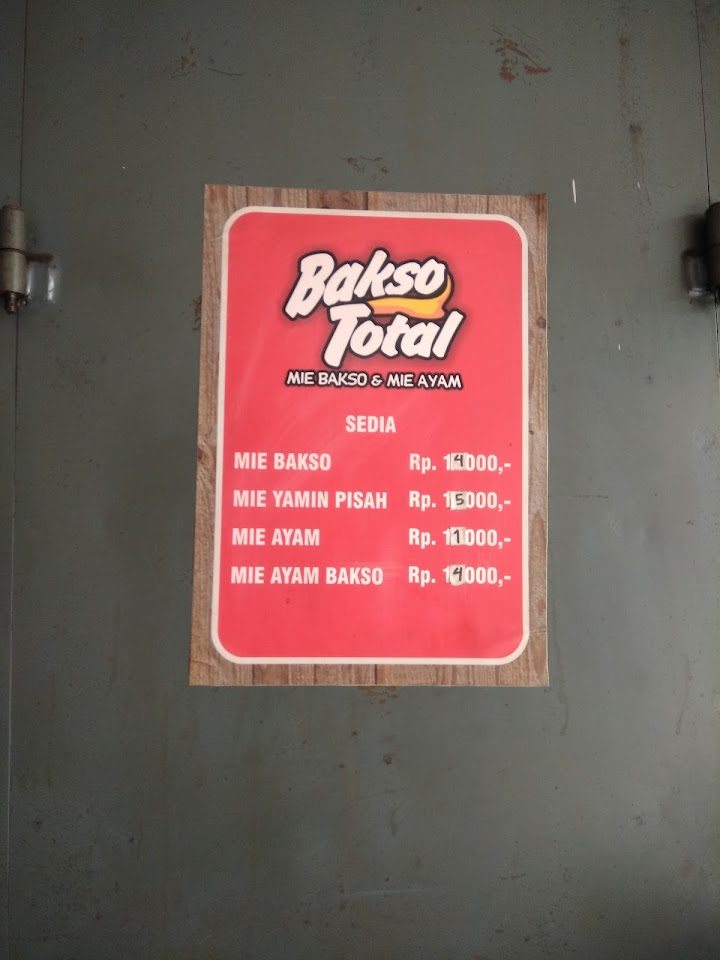 Bakso
Total
MIE BAKSO & MIE AYAM
SEDIA
MIE BAKSO Rp. 14000,-
MIE YAMIN PISAH Rp. 15000,-
MIE AYAM Rp. 11000,-
MIE AYAM BAKSO Rp. 14000,-